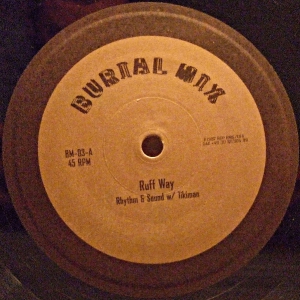 BURIAL MIX
BM-03-A
45 RPM
Ruff Way
Rhythm & Sound w/ Tikiman